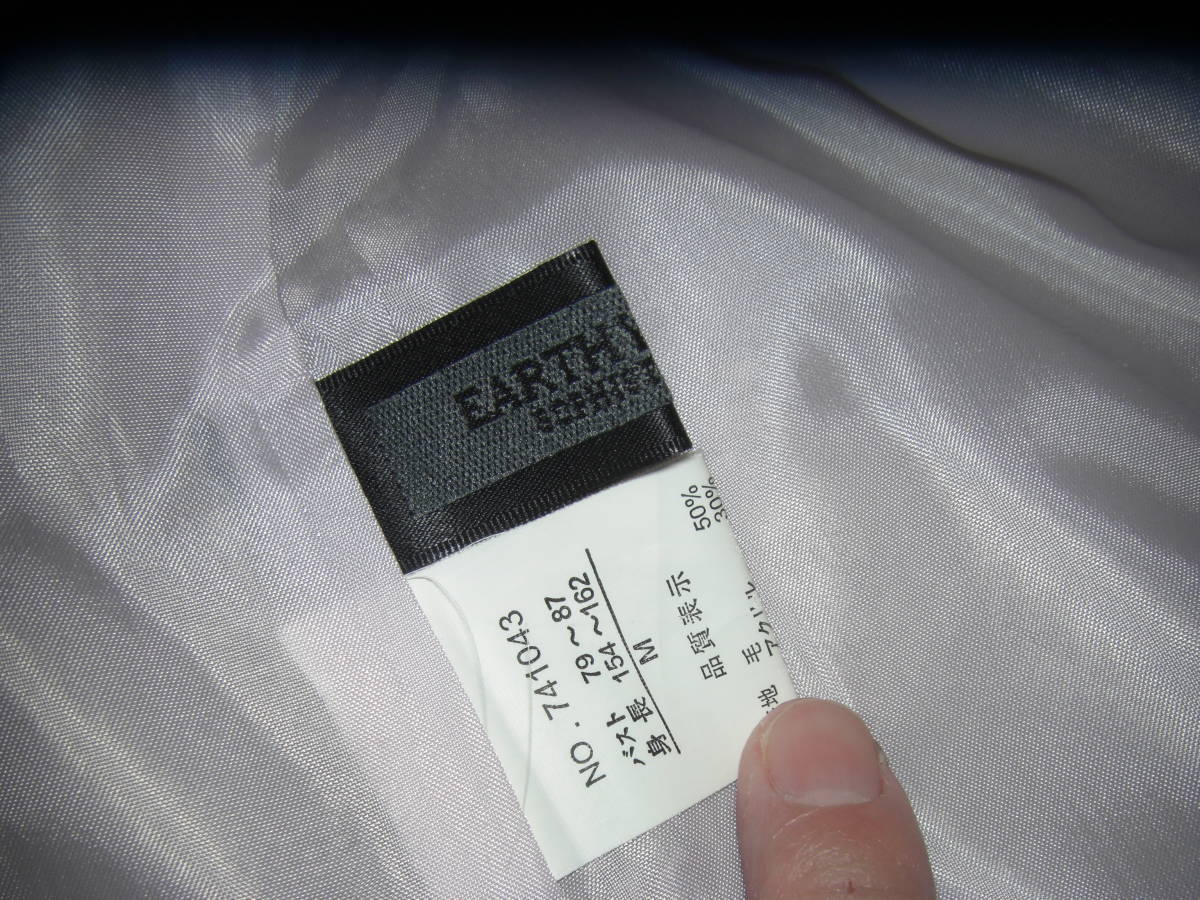 EARTHY
NO. 741043
バスト 79～87
身長 154～162
M
品質表示
地 毛 50%
アクリル 30%